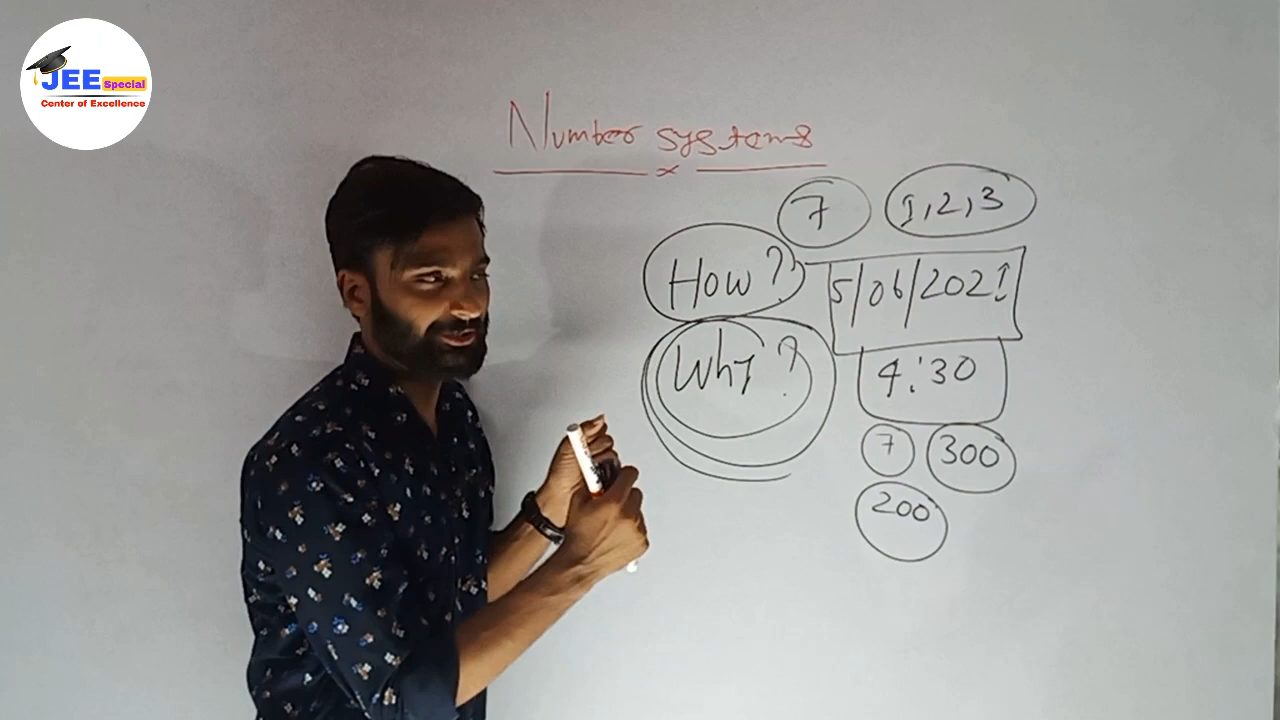 JEE Special
Center of Excellence
Number systems
7 1, 2, 3
How? 5/06/2021
Why? 4:30
7 300
200